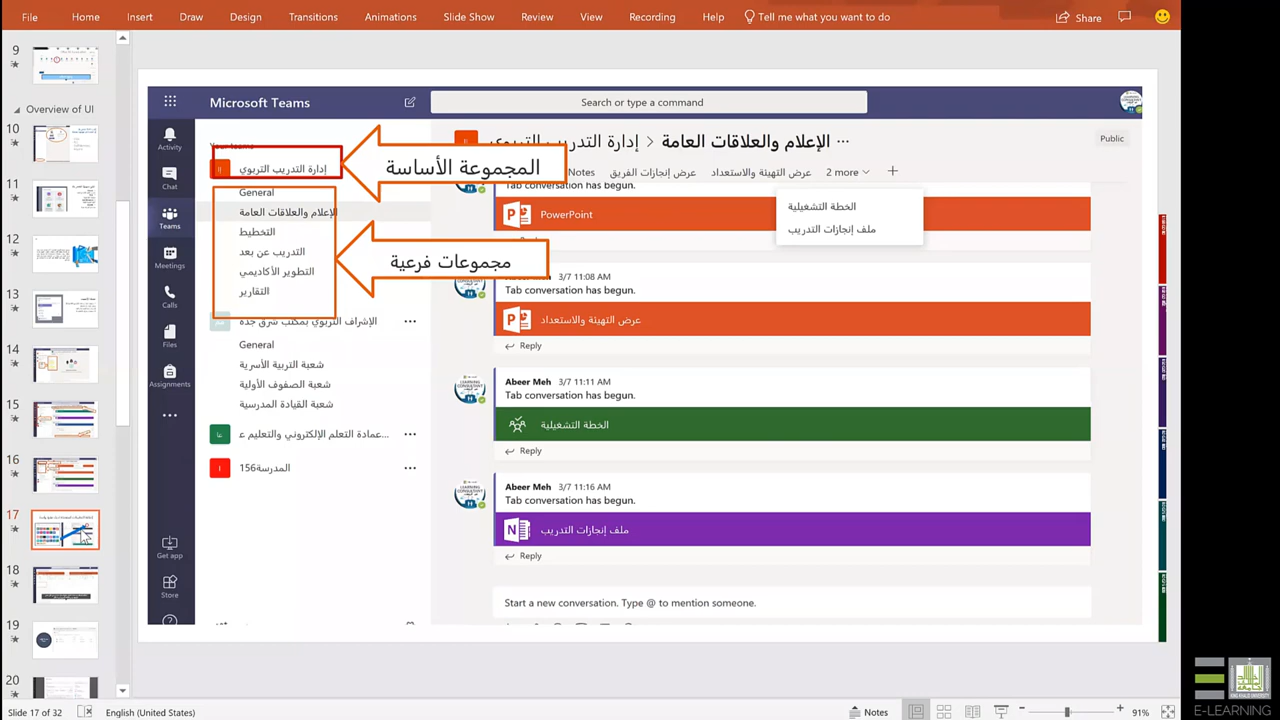 File Home Insert Draw Design Transitions Animations Slide Show Review View Recording Help Tell me what you want to do Share
9
Overview of UI
10
11
12
13
14
15
16
17
18
19
20
Microsoft Teams
Search or type a command
Activity
Chat
Teams
Meetings
Calls
Files
Assignments
Get app
Store
إدارة التدريب التربوي
General
الإعلام والعلاقات العامة
التخطيط
التدريب عن بعد
التطوير الأكاديمي
التقارير
الإشراف التربوي بمكتب شرق جدة
General
شعبة التربية الأسرية
شعبة الصفوف الأولية
شعبة القيادة المدرسية
عمادة التعلم الإلكتروني والتعليم ع...
المدرسة156
المجموعة الأساسة
مجموعات فرعية
إدارة التدريب التربوي > الإعلام والعلاقات العامة ...
Public
Notes عرض إنجازات الفريق عرض التهيئة والاستعداد 2 more +
الخطة التشغيلية
ملف إنجازات التدريب
Tab conversation has begun.
PowerPoint
3/7 11:08 AM
Tab conversation has begun.
عرض التهيئة والاستعداد
Reply
Abeer Meh 3/7 11:11 AM
Tab conversation has begun.
الخطة التشغيلية
Reply
Abeer Meh 3/7 11:16 AM
Tab conversation has begun.
ملف إنجازات التدريب
Reply
Start a new conversation. Type @ to mention someone.
Slide 17 of 32 English (United States) Notes 91%
KING KHALID UNIVERSITY
E-LEARNING